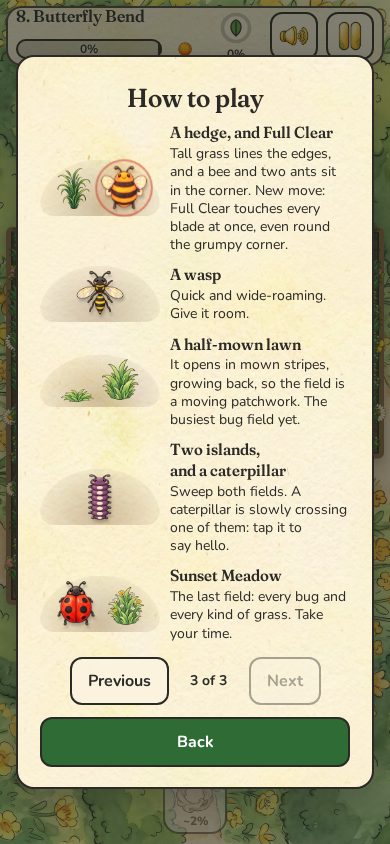 8. Butterfly Bend
0%
0%
How to play
A hedge, and Full Clear
Tall grass lines the edges,
and a bee and two ants sit
in the corner. New move:
Full Clear touches every
blade at once, even round
the grumpy corner.
A wasp
Quick and wide-roaming.
Give it room.
A half-mown lawn
It opens in mown stripes,
growing back, so the field is
a moving patchwork. The
busiest bug field yet.
Two islands,
and a caterpillar
Sweep both fields. A
caterpillar is slowly crossing
one of them: tap it to
say hello.
Sunset Meadow
The last field: every bug and
every kind of grass. Take
your time.
Previous
3 of 3
Next
Back
~2%